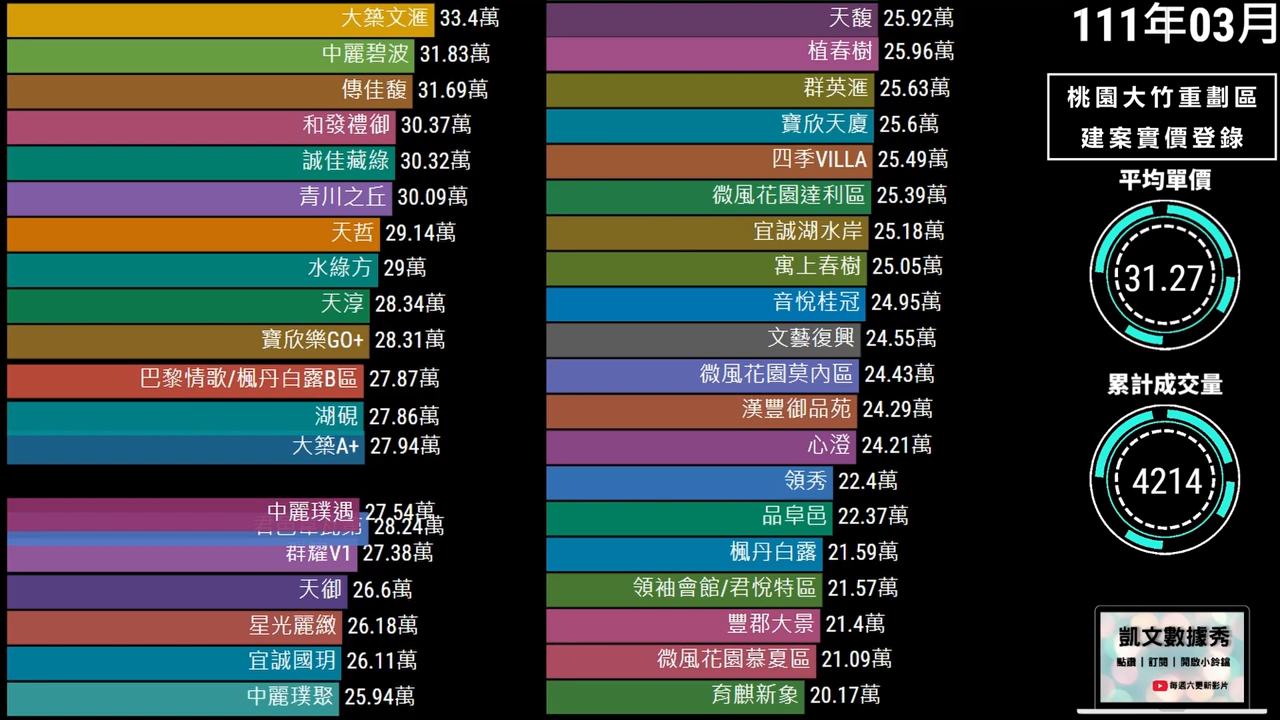 大築文滙 33.4萬
中麗碧波 31.83萬
傳佳馥 31.69萬
和發禮御 30.37萬
誠佳藏綠 30.32萬
青川之丘 30.09萬
天哲 29.14萬
水綠方 29萬
天淳 28.34萬
寶欣樂GO+ 28.31萬
巴黎情歌/楓丹白露B區 27.87萬
湖硯 27.86萬
大築A+ 27.94萬
中麗璞遇 27.54萬
28.24萬
群耀V1 27.38萬
天御 26.6萬
星光麗緻 26.18萬
宜誠國玥 26.11萬
中麗璞聚 25.94萬
天馥 25.92萬
植春樹 25.96萬
群英滙 25.63萬
寶欣天廈 25.6萬
四季VILLA 25.49萬
微風花園達利區 25.39萬
宜誠湖水岸 25.18萬
寓上春樹 25.05萬
音悅桂冠 24.95萬
文藝復興 24.55萬
微風花園莫內區 24.43萬
漢豐御品苑 24.29萬
心澄 24.21萬
領秀 22.4萬
品阜邑 22.37萬
楓丹白露 21.59萬
領袖會館/君悅特區 21.57萬
豐郡大景 21.4萬
微風花園慕夏區 21.09萬
育麒新象 20.17萬
111年03月
桃園大竹重劃區
建案實價登錄
平均單價
31.27
累計成交量
4214
凱文數據秀
點讚 | 訂閱 | 開啟小鈴鐺
每週六更新影片